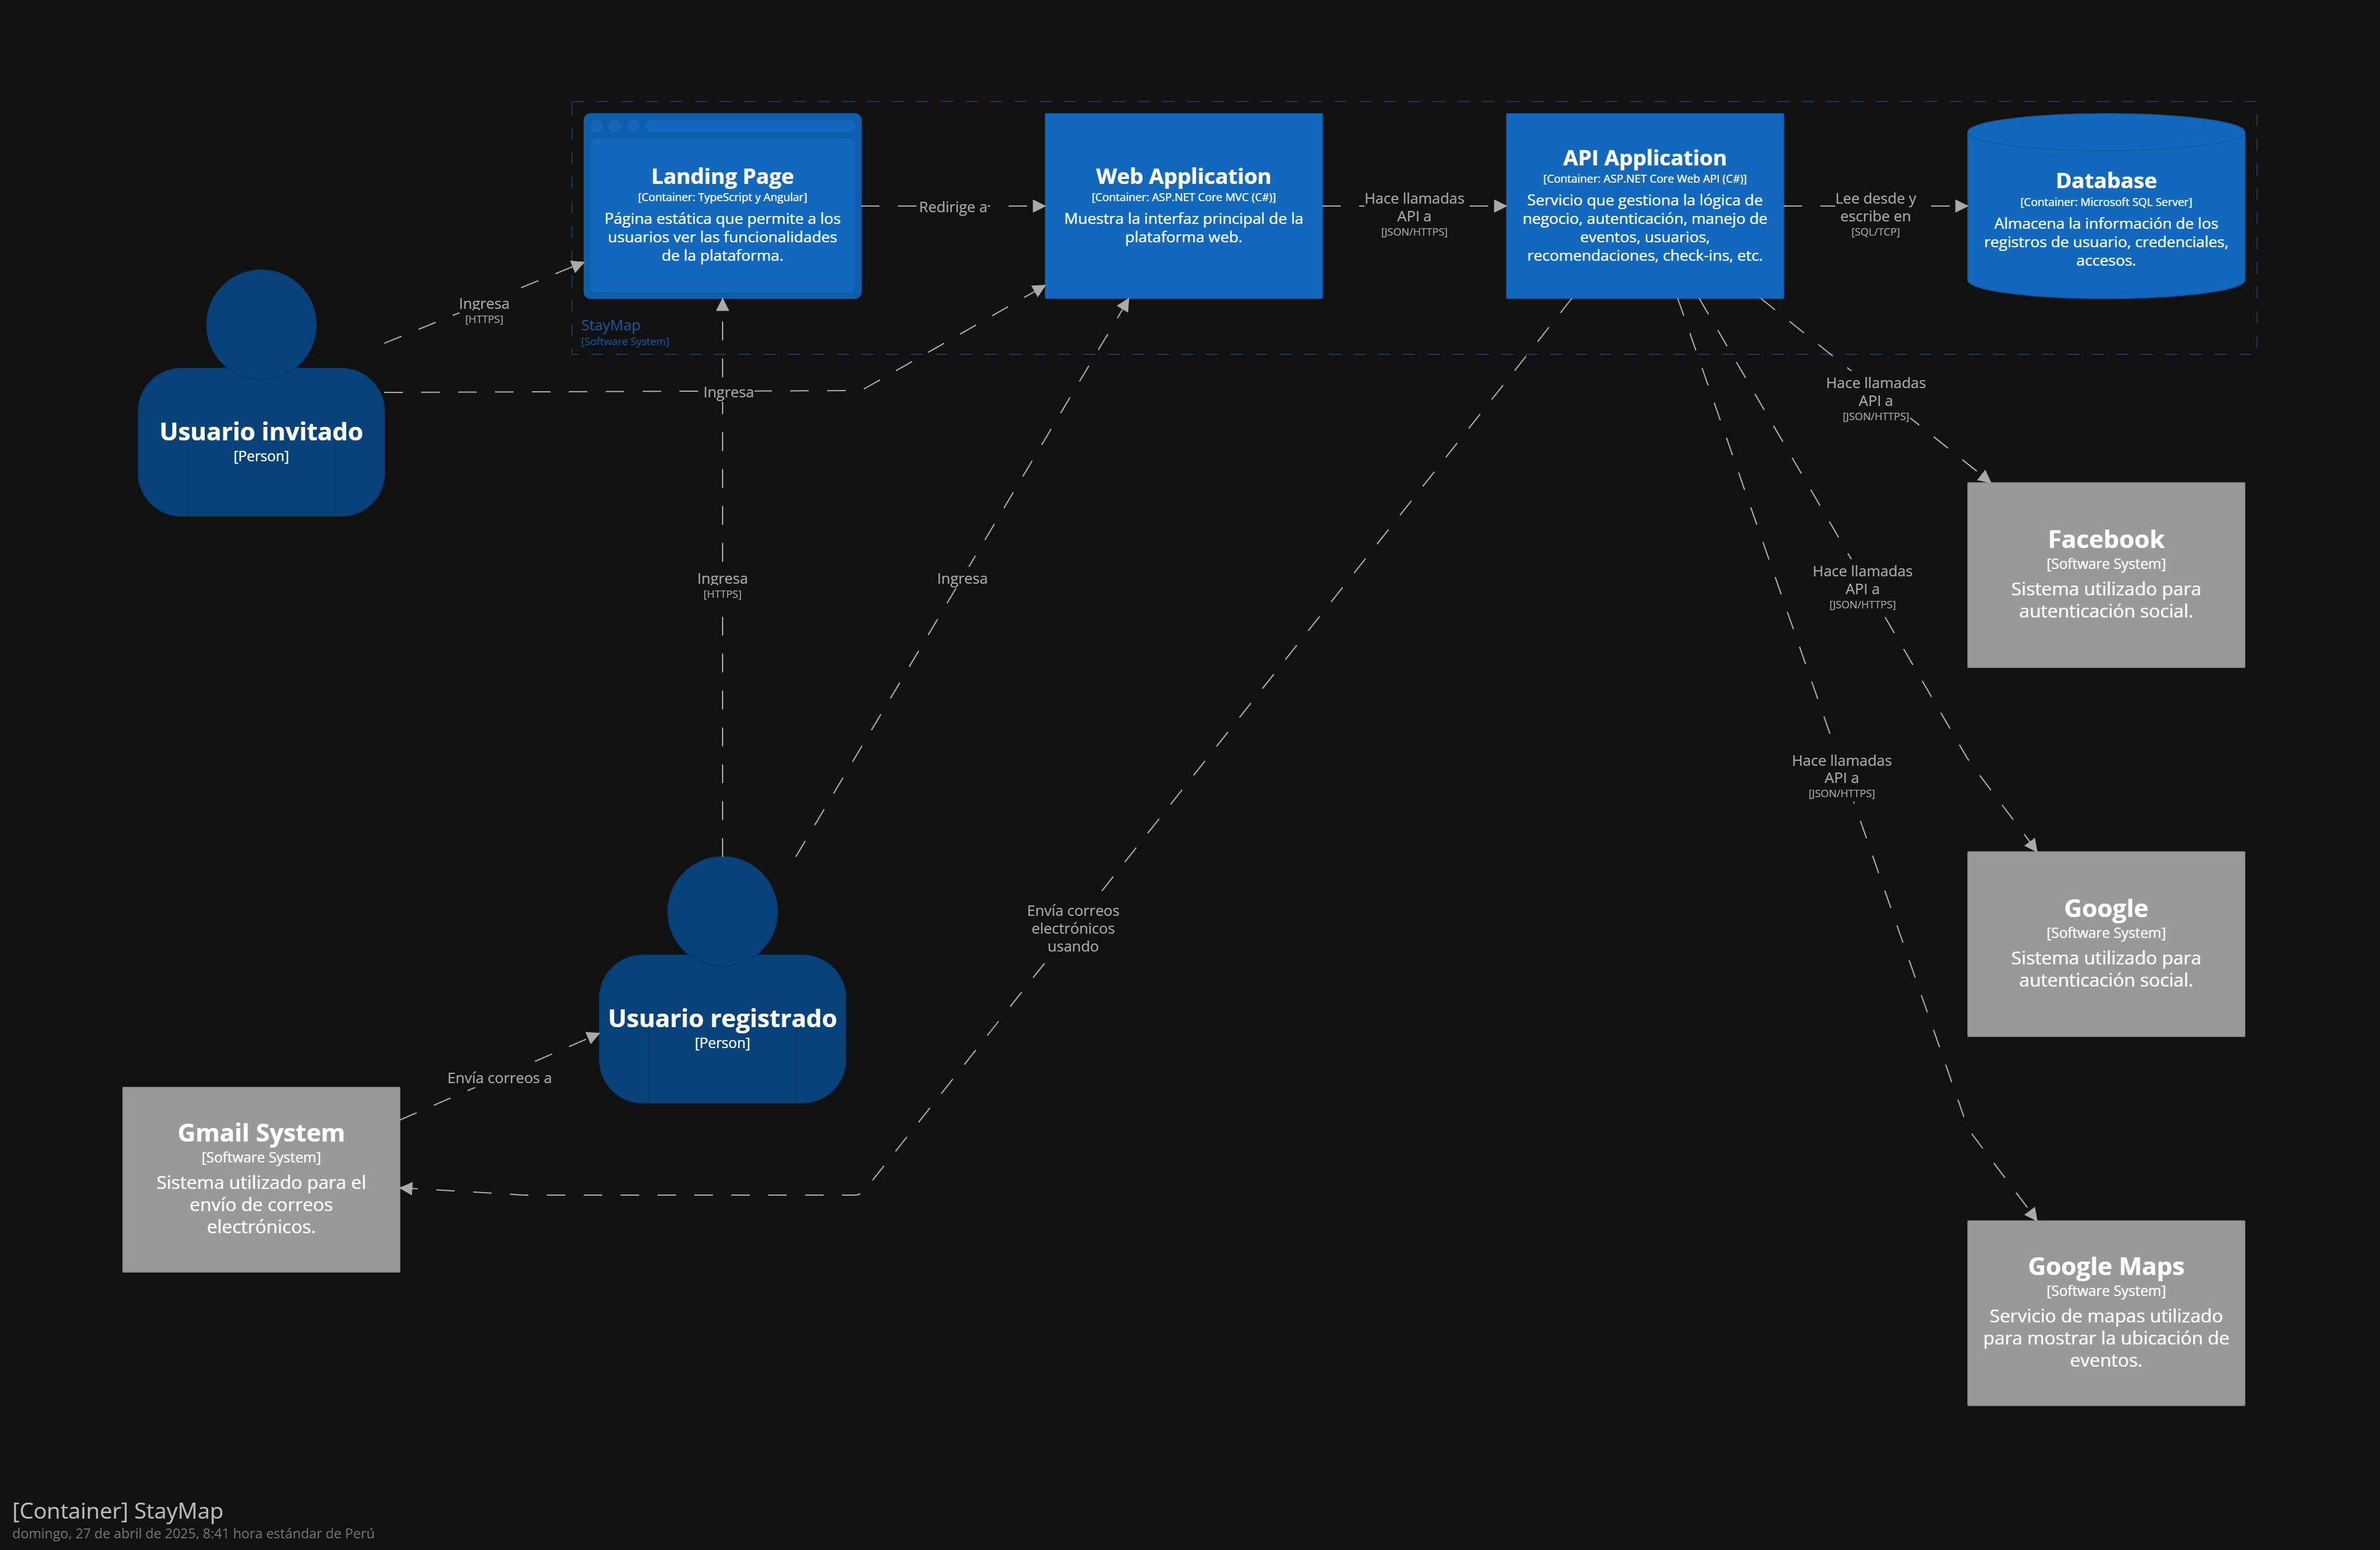 Landing Page
[Container: TypeScript y Angular]
Página estática que permite a los
usuarios ver las funcionalidades
de la plataforma.
Redirige a
Web Application
[Container: ASP.NET Core MVC (C#)]
Muestra la interfaz principal de la
plataforma web.
Hace llamadas
API a
[JSON/HTTPS]
API Application
[Container: ASP.NET Core Web API (C#)]
Servicio que gestiona la lógica de
negocio, autenticación, manejo de
eventos, usuarios,
recomendaciones, check-ins, etc.
Lee desde y
escribe en
[SQL/TCP]
Database
[Container: Microsoft SQL Server]
Almacena la información de los
registros de usuario, credenciales,
accesos.
Ingresa
[HTTPS]
StayMap
[Software System]
Ingresa
Usuario invitado
[Person]
Hace llamadas
API a
[JSON/HTTPS]
Facebook
[Software System]
Sistema utilizado para
autenticación social.
Ingresa
[HTTPS]
Ingresa
Hace llamadas
API a
[JSON/HTTPS]
Hace llamadas
API a
[JSON/HTTPS]
Google
[Software System]
Sistema utilizado para
autenticación social.
Envía correos
electrónicos
usando
Usuario registrado
[Person]
Envía correos a
Gmail System
[Software System]
Sistema utilizado para el
envío de correos
electrónicos.
Google Maps
[Software System]
Servicio de mapas utilizado
para mostrar la ubicación de
eventos.
[Container] StayMap
domingo, 27 de abril de 2025, 8:41 hora estándar de Perú